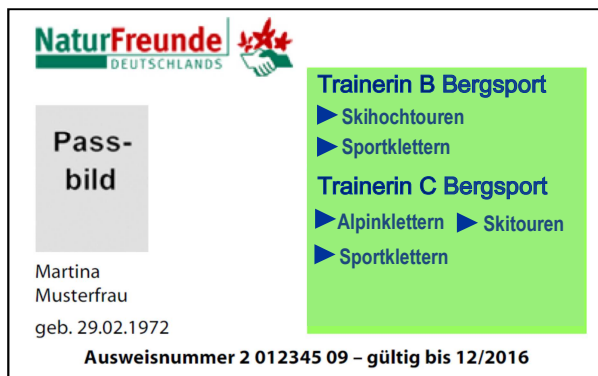 NaturFreunde
DEUTSCHLANDS
Pass-
bild
Martina
Musterfrau
geb. 29.02.1972
Trainerin B Bergsport
Skihochtouren
Sportklettern
Trainerin C Bergsport
Alpinklettern Skitouren
Sportklettern
Ausweisnummer 2 012345 09 – gültig bis 12/2016